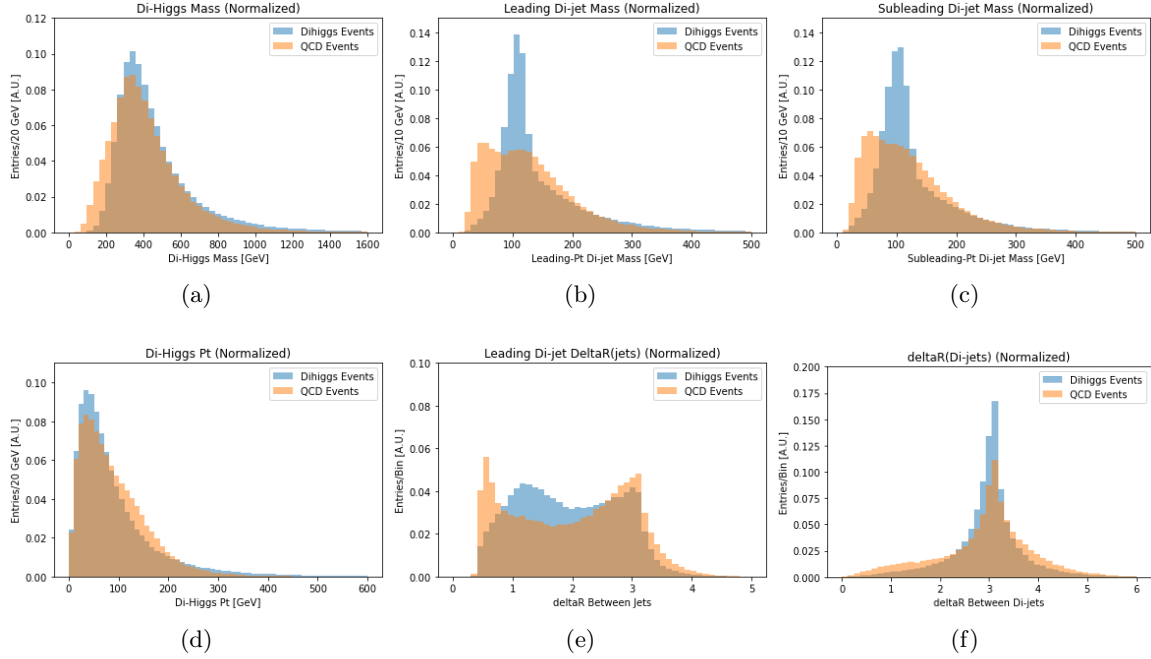 Di-Higgs Mass (Normalized)
0.12
0.10
0.08
0.06
0.04
0.02
0.00
Entries/20 GeV [A.U.]
Dihiggs Events
QCD Events
0 200 400 600 800 1000 1200 1400 1600
Di-Higgs Mass [GeV]
(a)
Leading Di-jet Mass (Normalized)
0.14
0.12
0.10
0.08
0.06
0.04
0.02
0.00
Entries/10 GeV [A.U.]
Dihiggs Events
QCD Events
0 100 200 300 400 500
Leading-Pt Di-jet Mass [GeV]
(b)
Subleading Di-jet Mass (Normalized)
0.14
0.12
0.10
0.08
0.06
0.04
0.02
0.00
Entries/10 GeV [A.U.]
Dihiggs Events
QCD Events
0 100 200 300 400 500
Subleading-Pt Di-jet Mass [GeV]
(c)
Di-Higgs Pt (Normalized)
0.10
0.08
0.06
0.04
0.02
0.00
Entries/20 GeV [A.U.]
Dihiggs Events
QCD Events
0 100 200 300 400 500 600
Di-Higgs Pt [GeV]
(d)
Leading Di-jet DeltaR(jets) (Normalized)
0.10
0.08
0.06
0.04
0.02
0.00
Entries/Bin [A.U.]
Dihiggs Events
QCD Events
0 1 2 3 4 5
deltaR Between Jets
(e)
deltaR(Di-jets) (Normalized)
0.200
0.175
0.150
0.125
0.100
0.075
0.050
0.025
0.000
Entries/Bin [A.U.]
Dihiggs Events
QCD Events
0 1 2 3 4 5 6
deltaR Between Di-jets
(f)